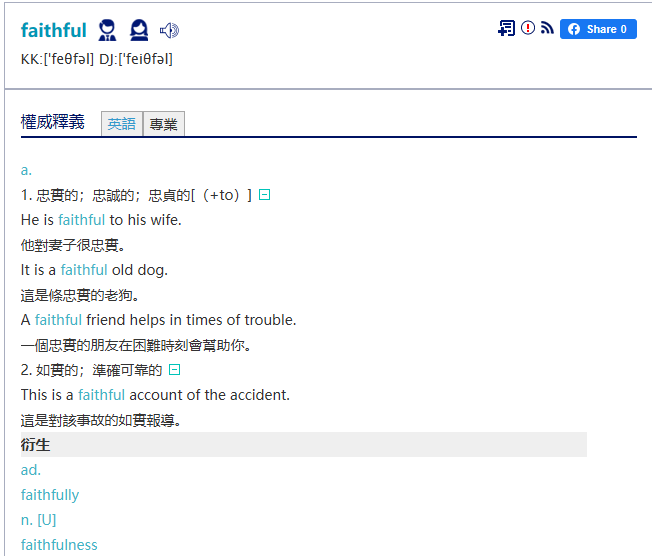 faithful
Share 0
KK:[ˋfeθfəl] DJ:[ˈfeiθfəl]
權威釋義 英語 專業
a.
1. 忠實的；忠誠的；忠貞的[（+to）]
He is faithful to his wife.
他對妻子很忠實。
It is a faithful old dog.
這是條忠實的老狗。
A faithful friend helps in times of trouble.
一個忠實的朋友在困難時刻會幫助你。
2. 如實的；準確可靠的
This is a faithful account of the accident.
這是對該事故的如實報導。
衍生
ad.
faithfully
n. [U]
faithfulness